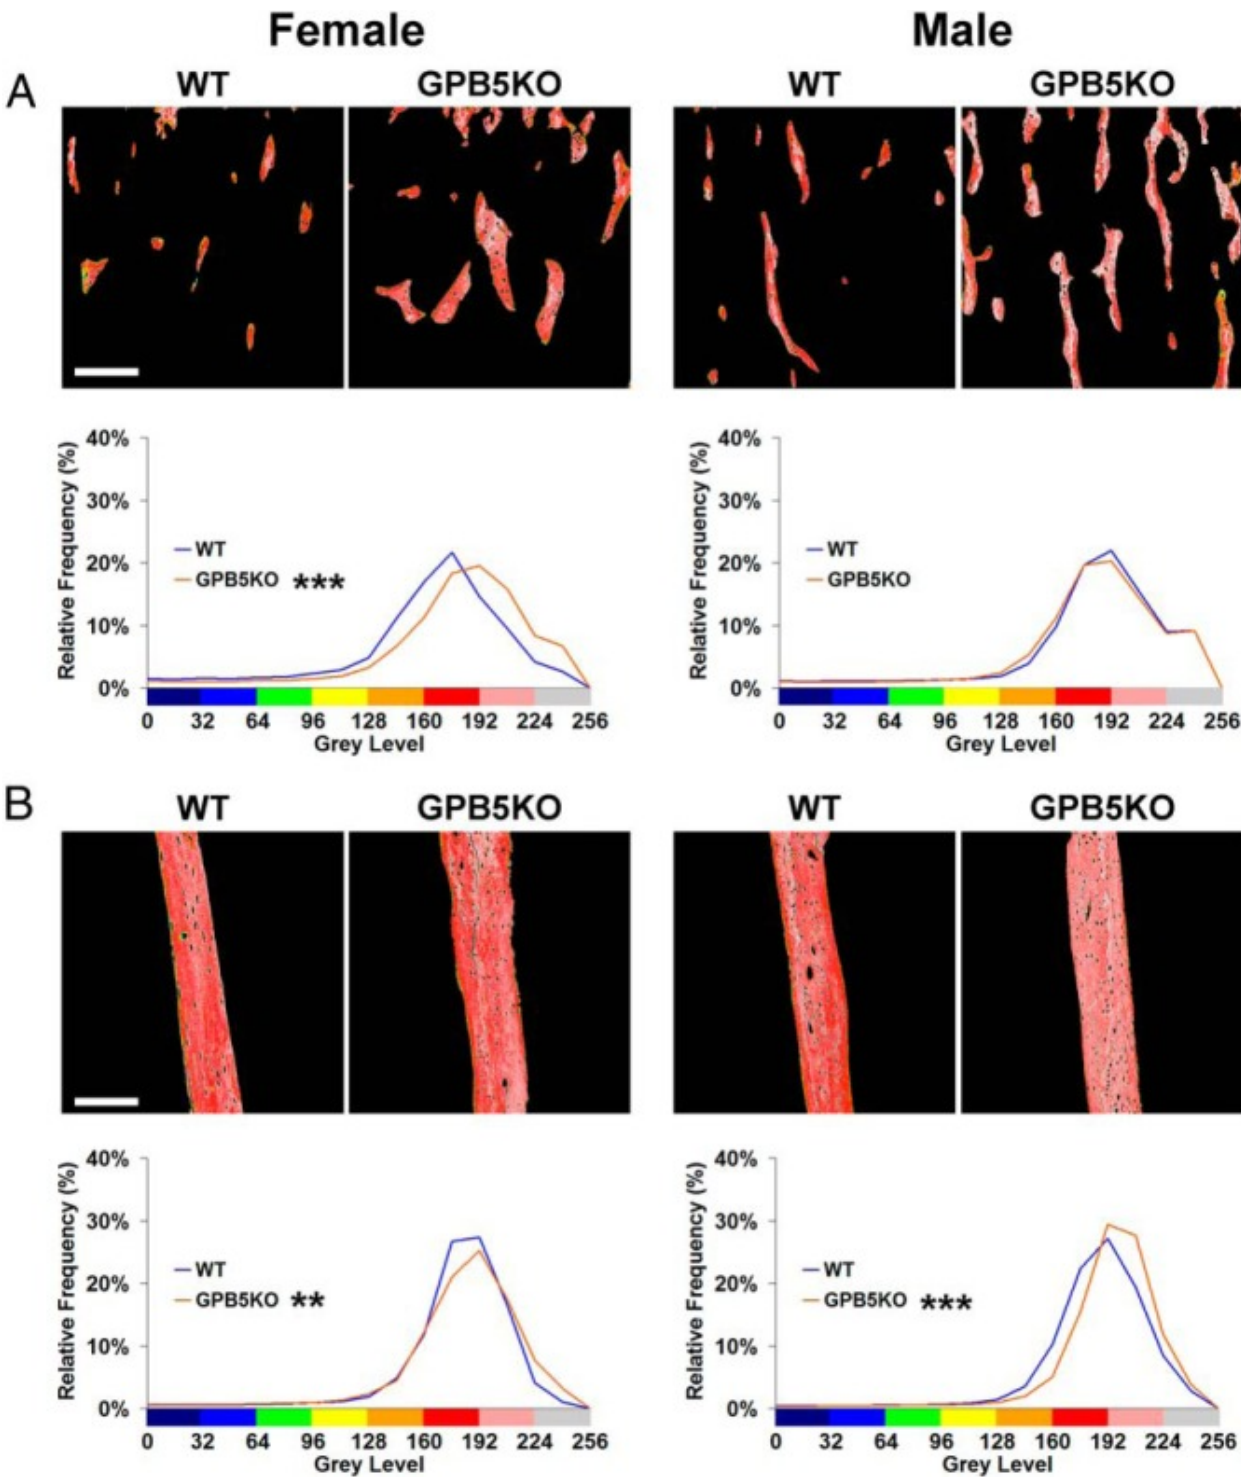 Female Male
A WT GPB5KO WT GPB5KO
40% 40%
30% 30%
20% 20%
10% 10%
0% 0%
Relative Frequency (%) Relative Frequency (%)
WT WT
GPB5KO *** GPB5KO
0 32 64 96 128 160 192 224 256 0 32 64 96 128 160 192 224 256
Grey Level Grey Level
B WT GPB5KO WT GPB5KO
40% 40%
30% 30%
20% 20%
10% 10%
0% 0%
Relative Frequency (%) Relative Frequency (%)
WT WT
GPB5KO ** GPB5KO ***
0 32 64 96 128 160 192 224 256 0 32 64 96 128 160 192 224 256
Grey Level Grey Level